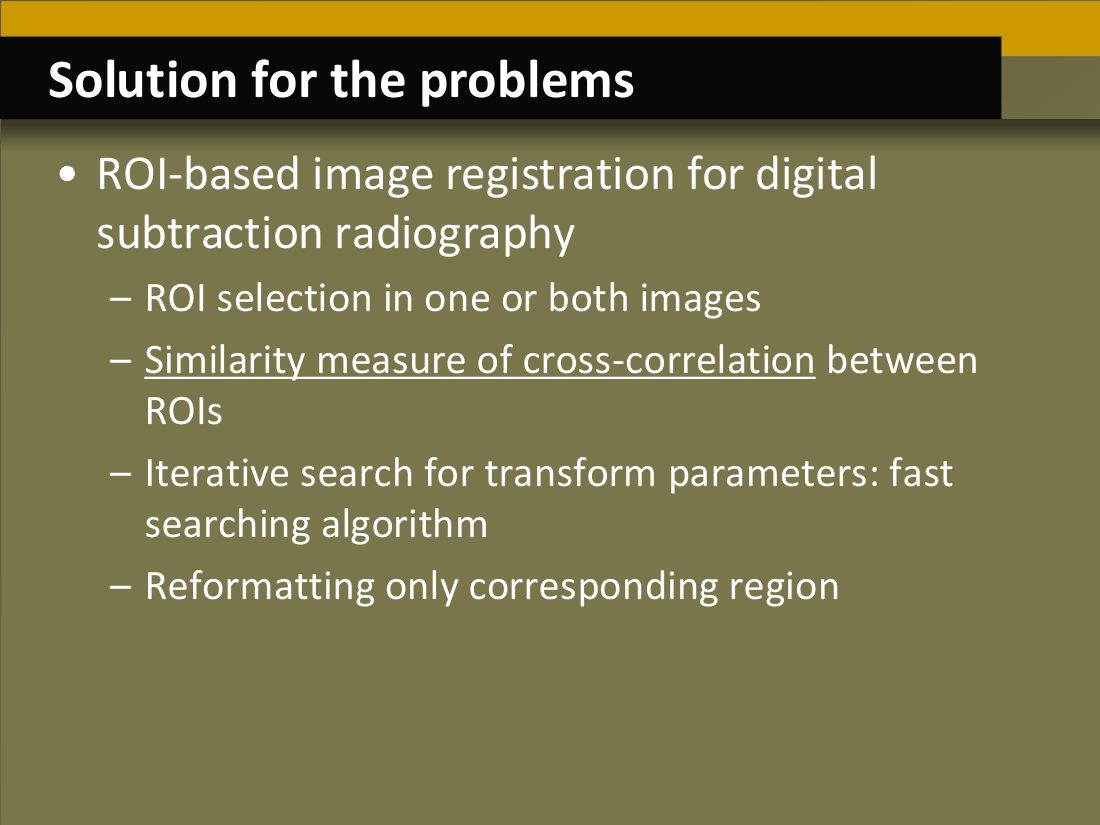 Solution for the problems
• ROI-based image registration for digital
subtraction radiography
– ROI selection in one or both images
– Similarity measure of cross-correlation between
ROIs
– Iterative search for transform parameters: fast
searching algorithm
– Reformatting only corresponding region